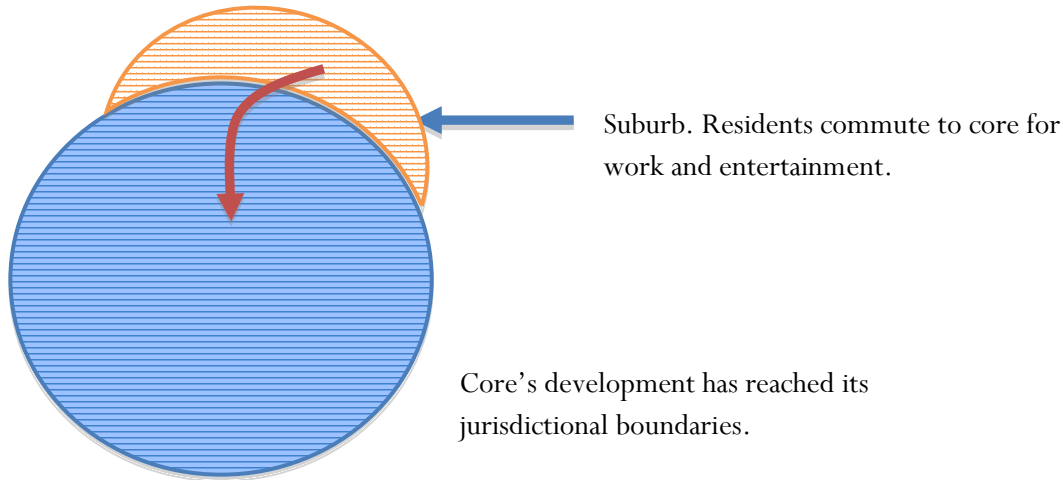 Suburb. Residents commute to core for
work and entertainment.
Core’s development has reached its
jurisdictional boundaries.